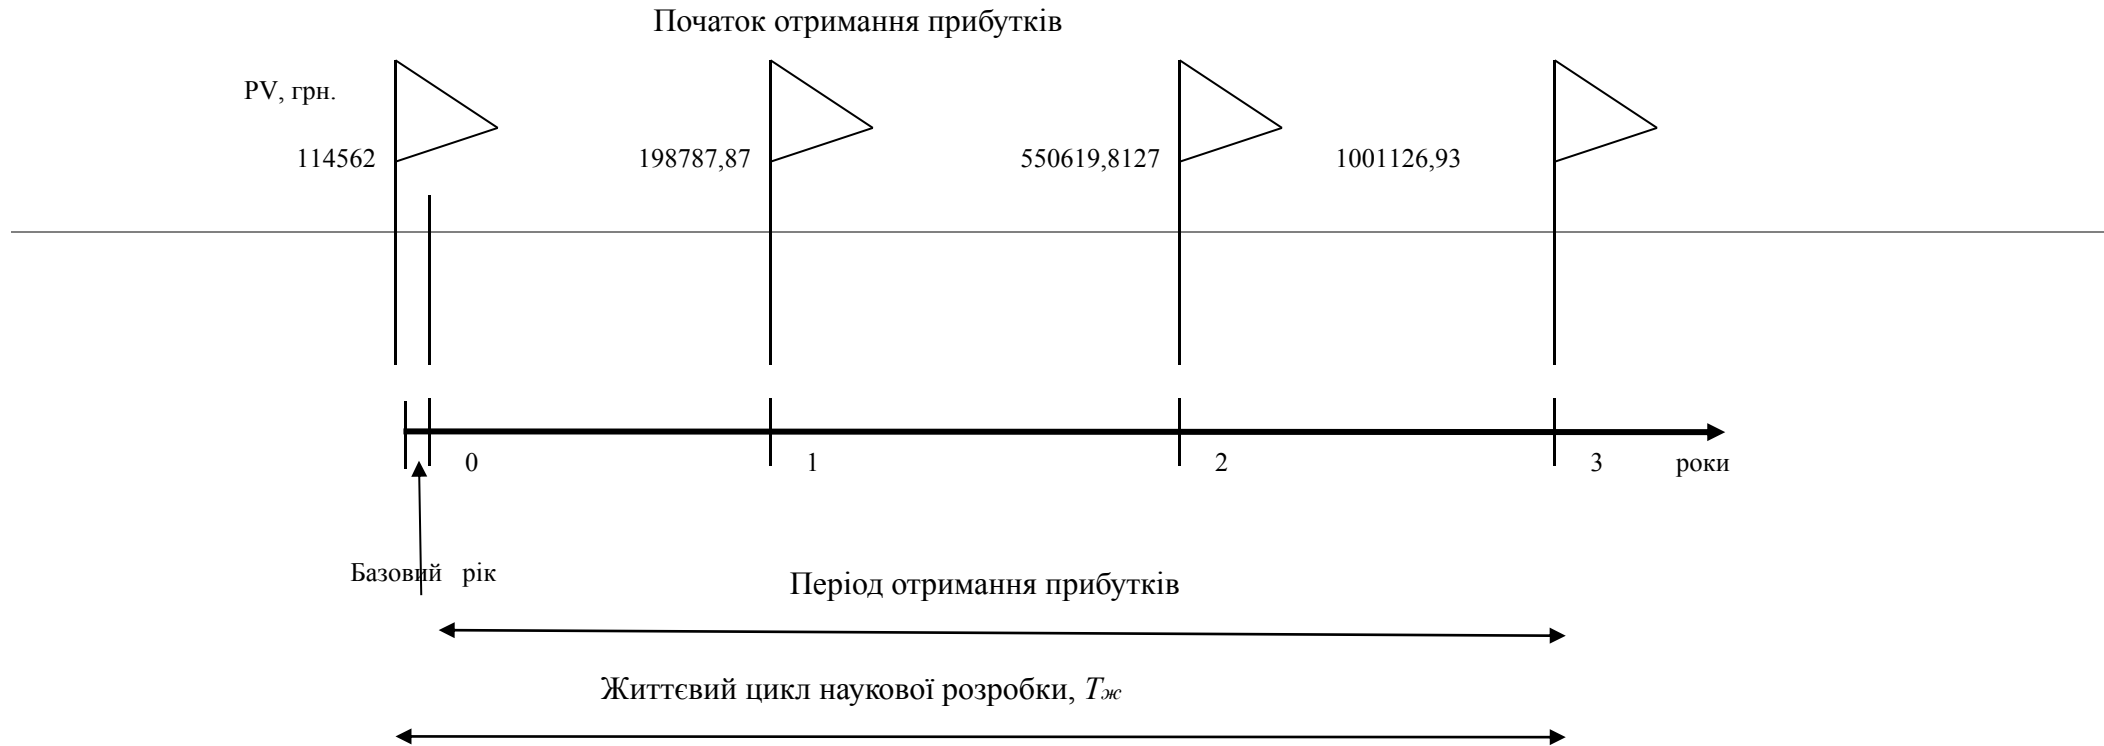 Початок отримання прибутків
PV, грн.
114562 198787,87 550619,8127 1001126,93
0 1 2 3 роки
Базовий рік
Період отримання прибутків
Життєвий цикл наукової розробки, Tж